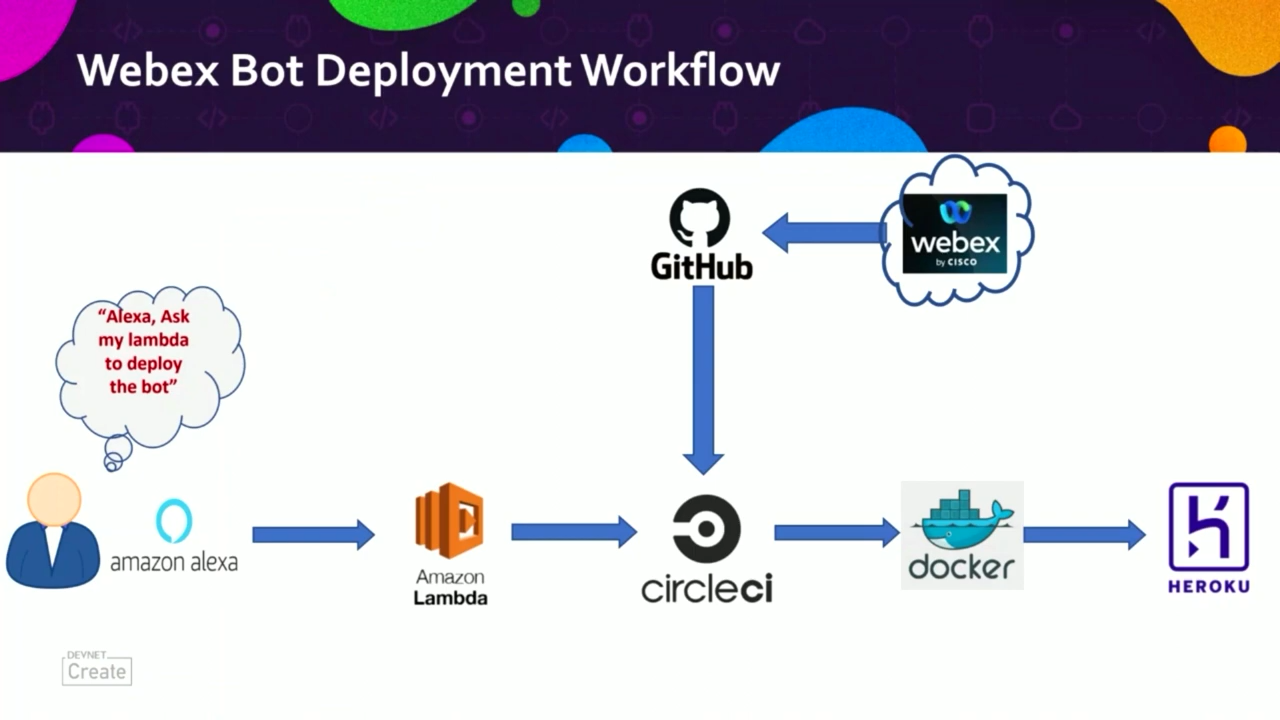 Webex Bot Deployment Workflow
GitHub
webex
by CISCO
“Alexa, Ask
my lambda
to deploy
the bot”
amazon alexa
Amazon
Lambda
circleci
docker
HEROKU
DEVNET
Create